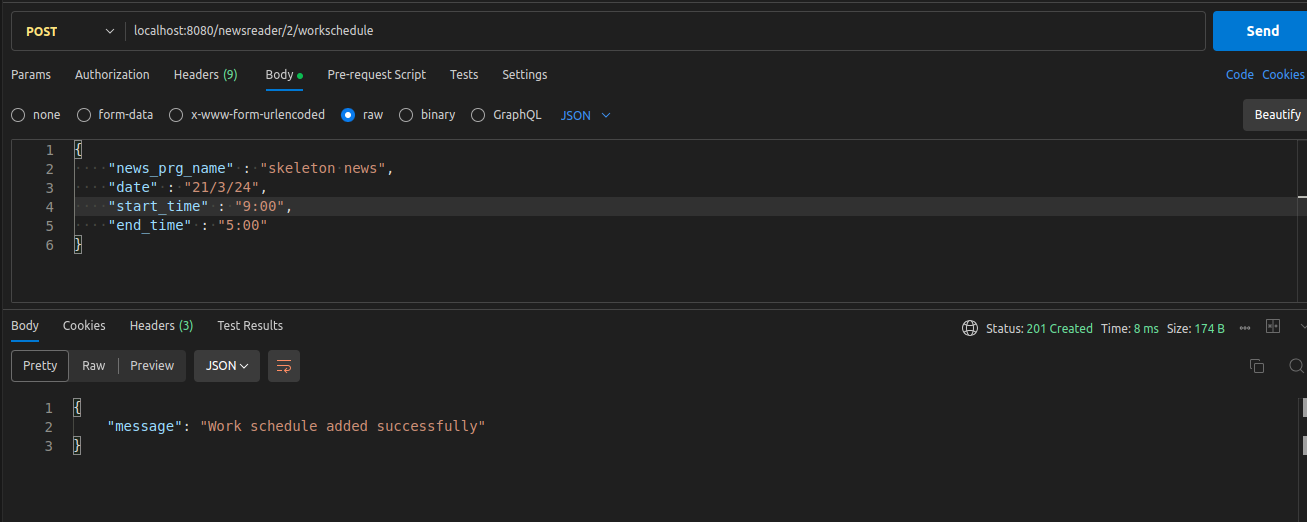 POST localhost:8080/newsreader/2/workschedule Send
Params Authorization Headers (9) Body Pre-request Script Tests Settings Code Cookies
none form-data x-www-form-urlencoded raw binary GraphQL JSON Beautify
1 {
2 "news_prg_name" : "skeleton news",
3 "date" : "21/3/24",
4 "start_time" : "9:00",
5 "end_time" : "5:00"
6 }
Body Cookies Headers (3) Test Results Status: 201 Created Time: 8 ms Size: 174 B
Pretty Raw Preview JSON
1 {
2 "message": "Work schedule added successfully"
3 }